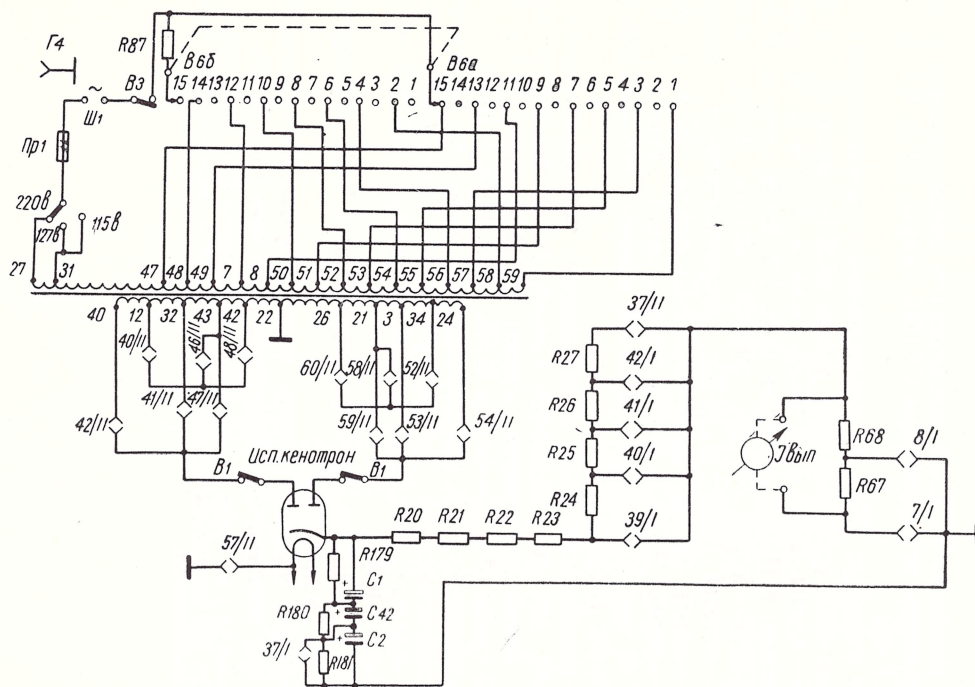 Г4
R87
В6б
В6а
В3
~
Ш1
15 14 13 12 11 10 9 8 7 6 5 4 3 2 1
15 14 13 12 11 10 9 8 7 6 5 4 3 2 1
Пр1
220в
127в
115в
27 31 47 48 49 7 8 50 51 52 53 54 55 56 57 58 59
40 12 32 43 42 22 26 21 3 34 24
37/II
40/II 46/II 48/II
60/II 58/II 52/II
R27 42/I
41/II 47/II
R26 41/I
42/II
59/II 53/II 54/II
R25 40/I
Jвып
R68 8/I
В1 Исп.кенотрон В1
R24
R67
39/I
7/I
R20 R21 R22 R23
57/II
R179
+ C1
R180
+ C42
+ C2
37/I
R181